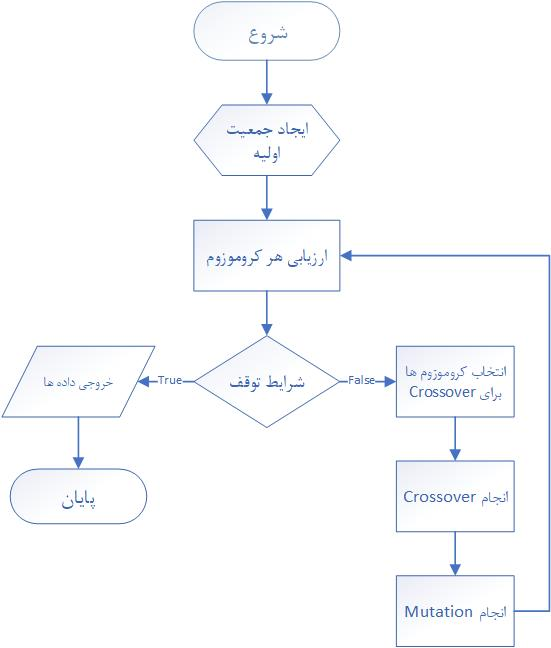 شروع
ایجاد جمعیت
اولیه
ارزیابی هر کروموزوم
شرایط توقف
True
False
خروجی داده ها
پایان
انتخاب کروموزوم ها
برای Crossover
انجام Crossover
انجام Mutation